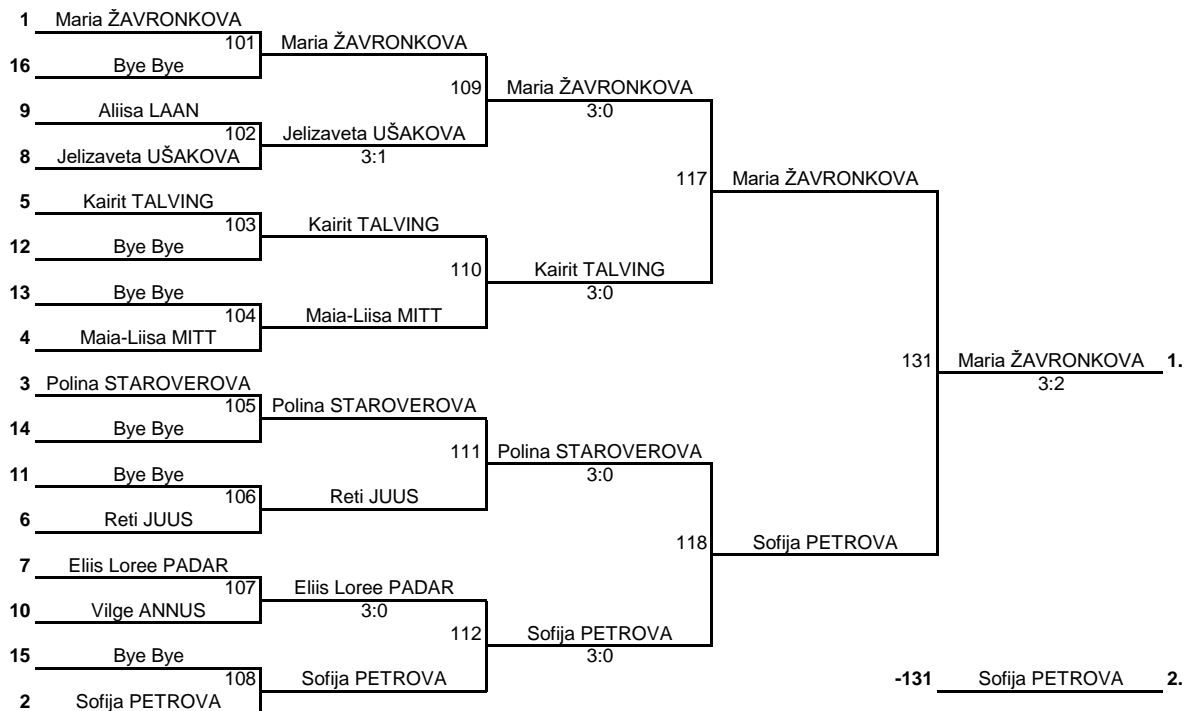 1 Maria ŽAVRONKOVA
101 Maria ŽAVRONKOVA
16 Bye Bye
109 Maria ŽAVRONKOVA
3:0
9 Aliisa LAAN
102 Jelizaveta UŠAKOVA
3:1
8 Jelizaveta UŠAKOVA
117 Maria ŽAVRONKOVA
5 Kairit TALVING
103 Kairit TALVING
12 Bye Bye
110 Kairit TALVING
3:0
13 Bye Bye
104 Maia-Liisa MITT
4 Maia-Liisa MITT
131 Maria ŽAVRONKOVA 1.
3:2
3 Polina STAROVEROVA
105 Polina STAROVEROVA
14 Bye Bye
111 Polina STAROVEROVA
3:0
11 Bye Bye
106 Reti JUUS
6 Reti JUUS
118 Sofija PETROVA
7 Eliis Loree PADAR
107 Eliis Loree PADAR
3:0
10 Vilge ANNUS
112 Sofija PETROVA
3:0
15 Bye Bye
108 Sofija PETROVA
2 Sofija PETROVA
-131 Sofija PETROVA 2.